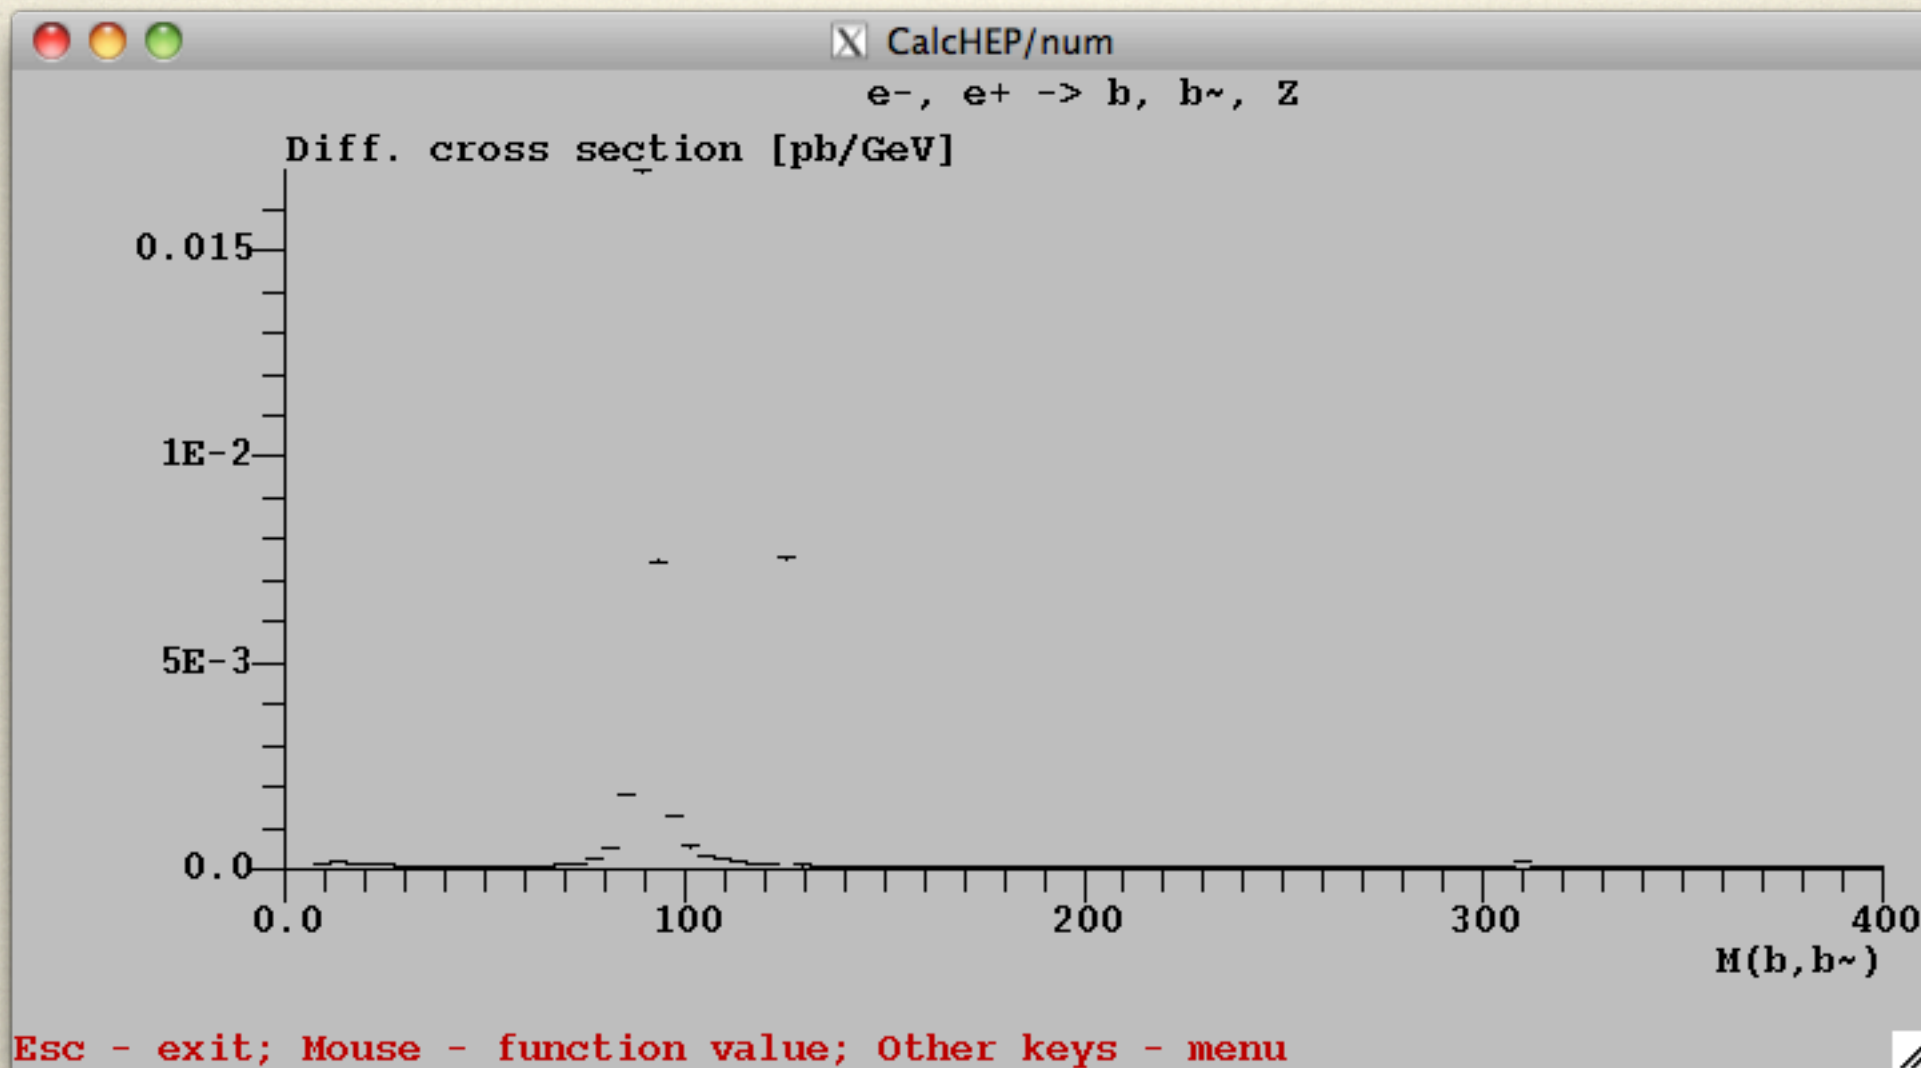 CalcHEP/num
e-, e+ -> b, b~, Z
Diff. cross section [pb/GeV]
0.015
1E-2
5E-3
0.0
0.0 100 200 300 400
M(b,b~)
Esc - exit; Mouse - function value; Other keys - menu